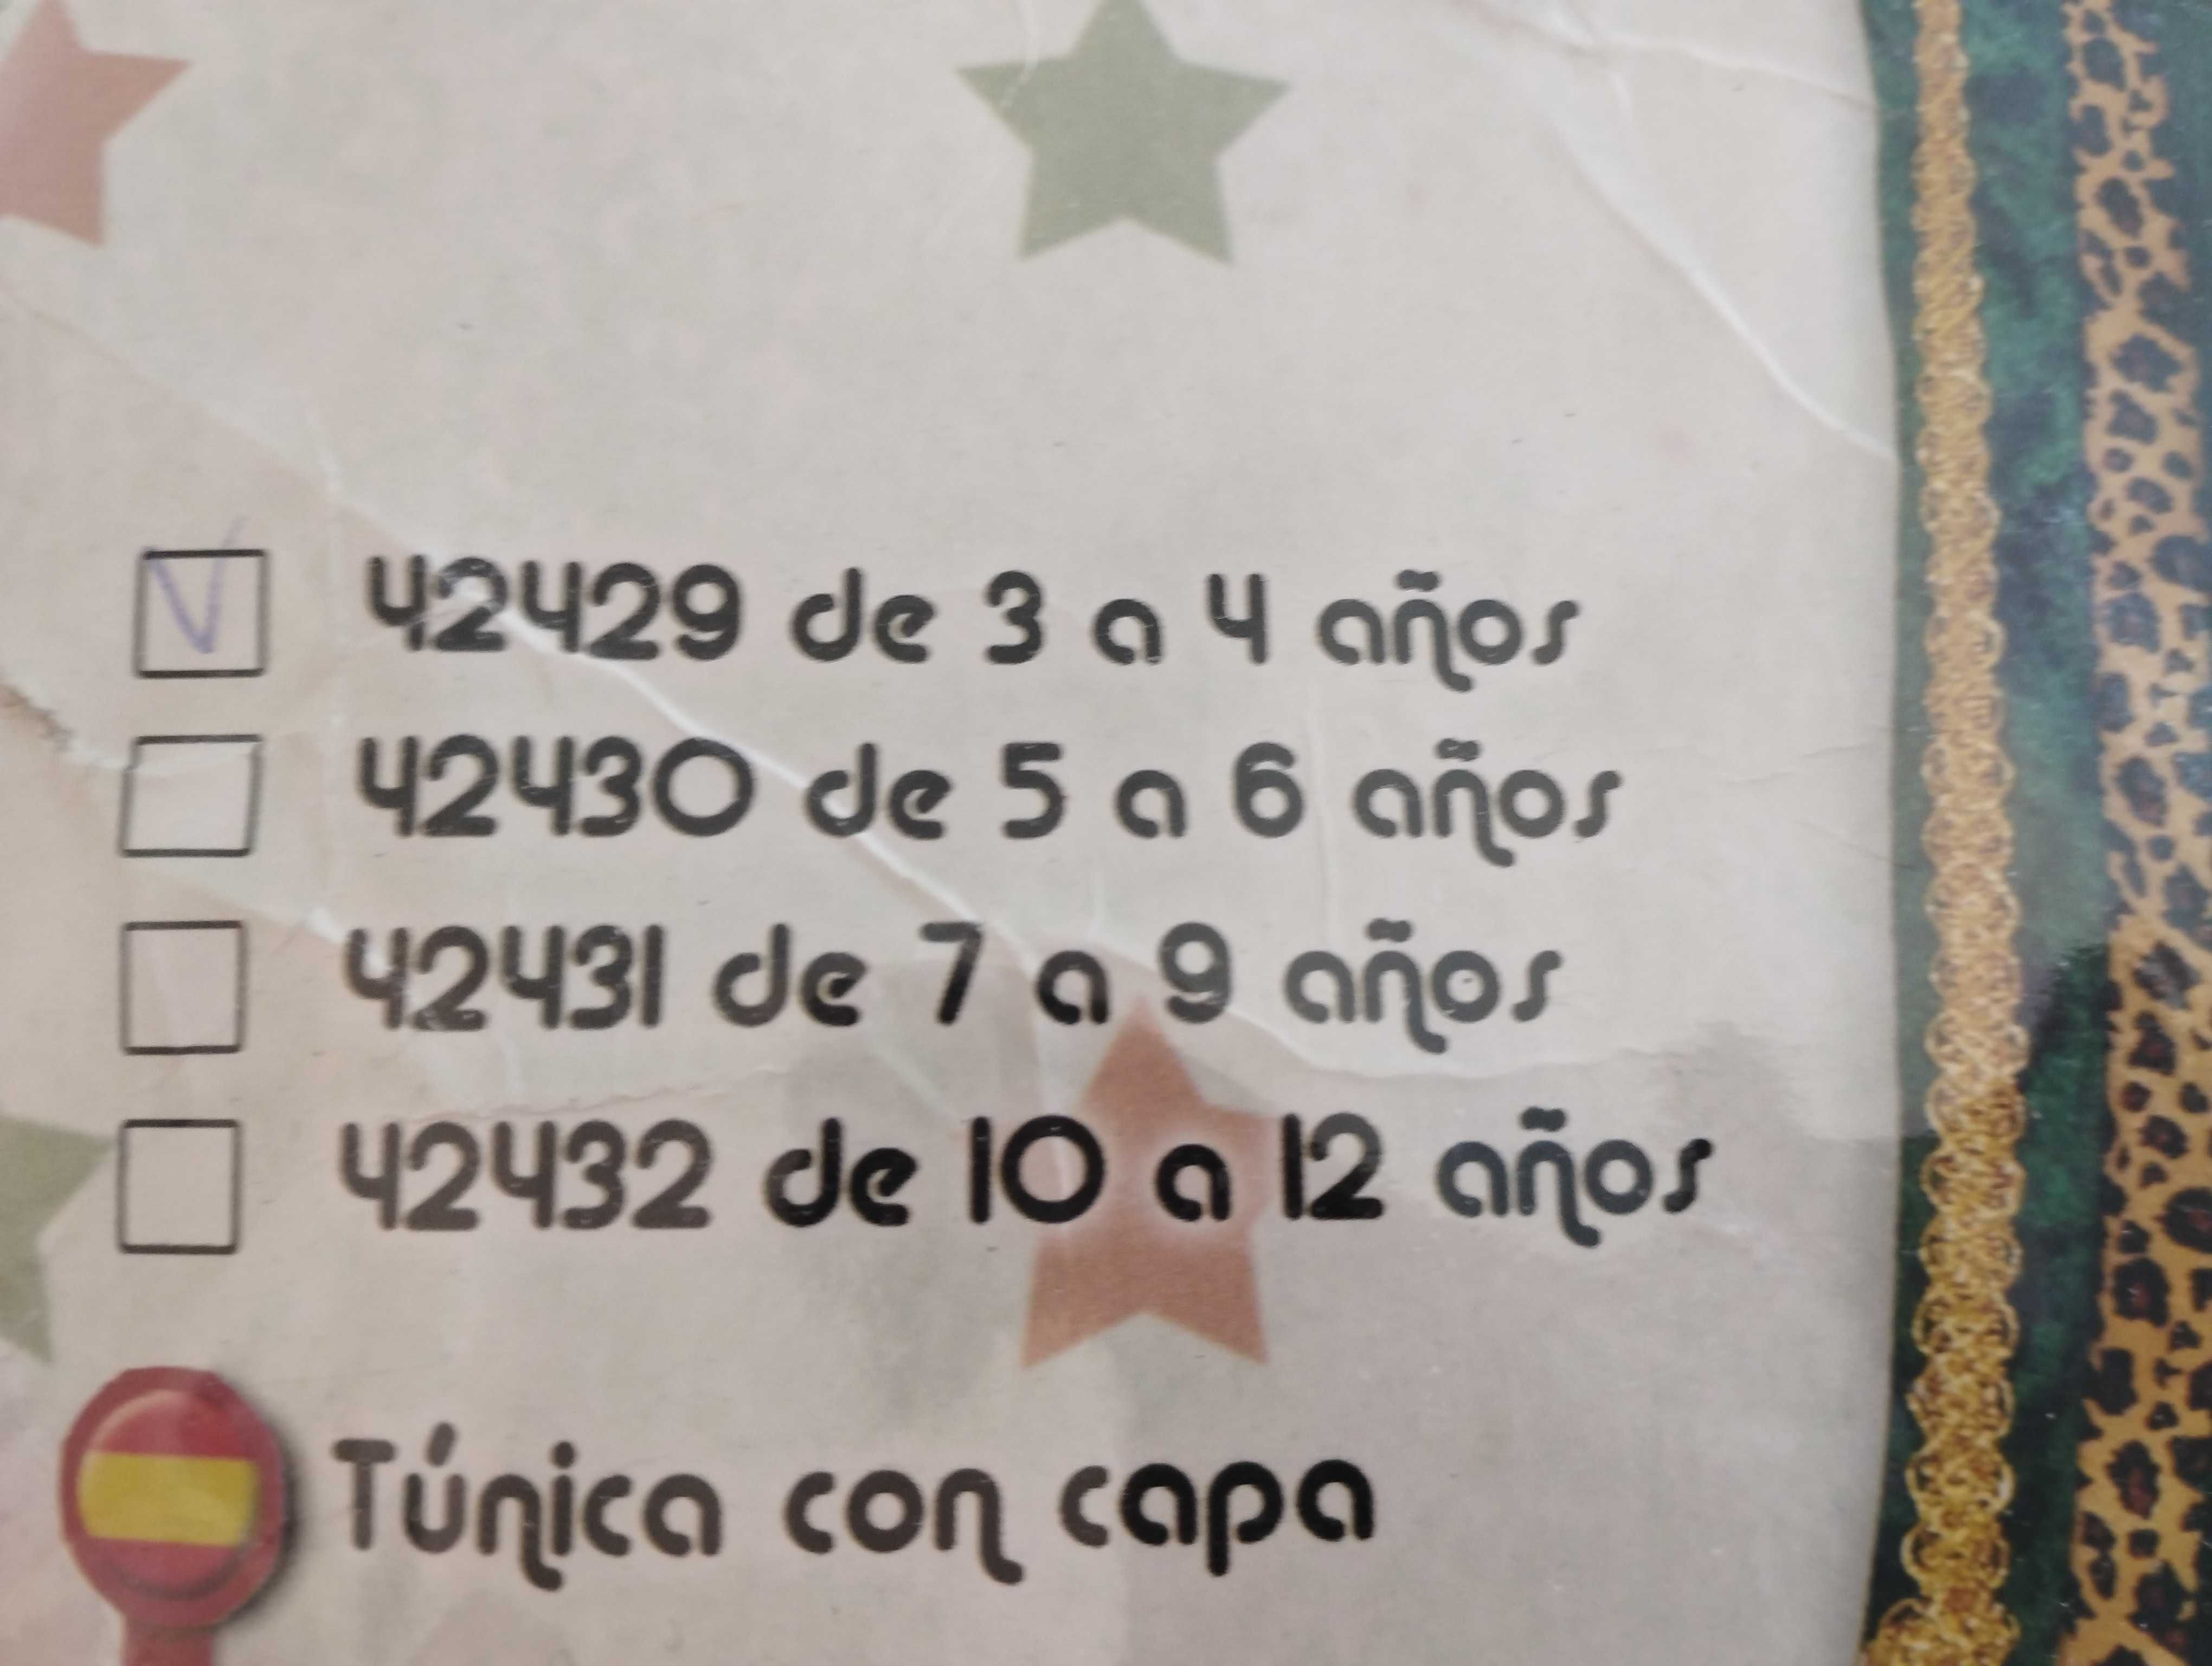 42429 de 3 a 4 años
42430 de 5 a 6 años
42431 de 7 a 9 años
42432 de 10 a 12 años
Túnica con capa